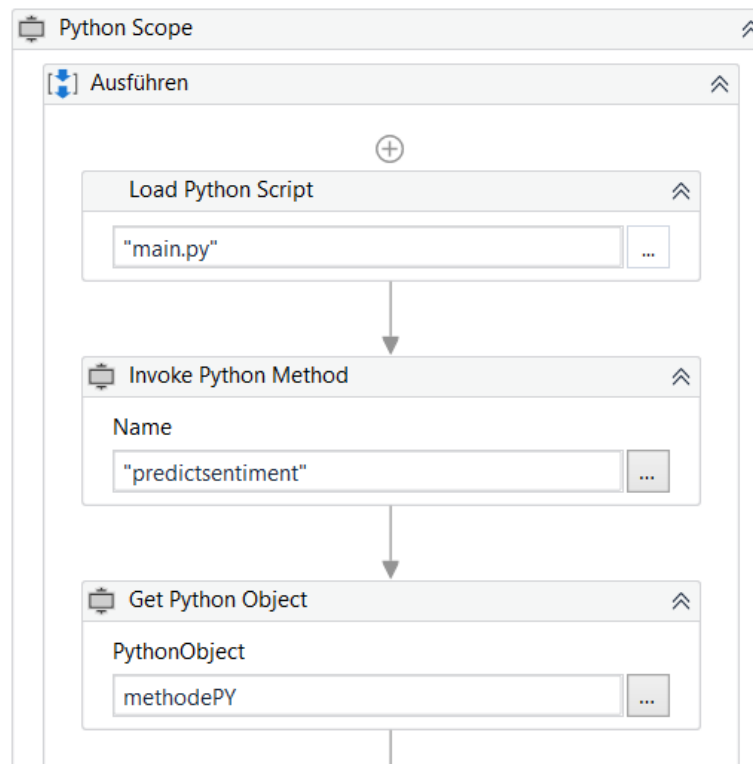 Python Scope
Ausführen
Load Python Script
"main.py"
...
Invoke Python Method
Name
"predictsentiment"
...
Get Python Object
PythonObject
methodePY
...